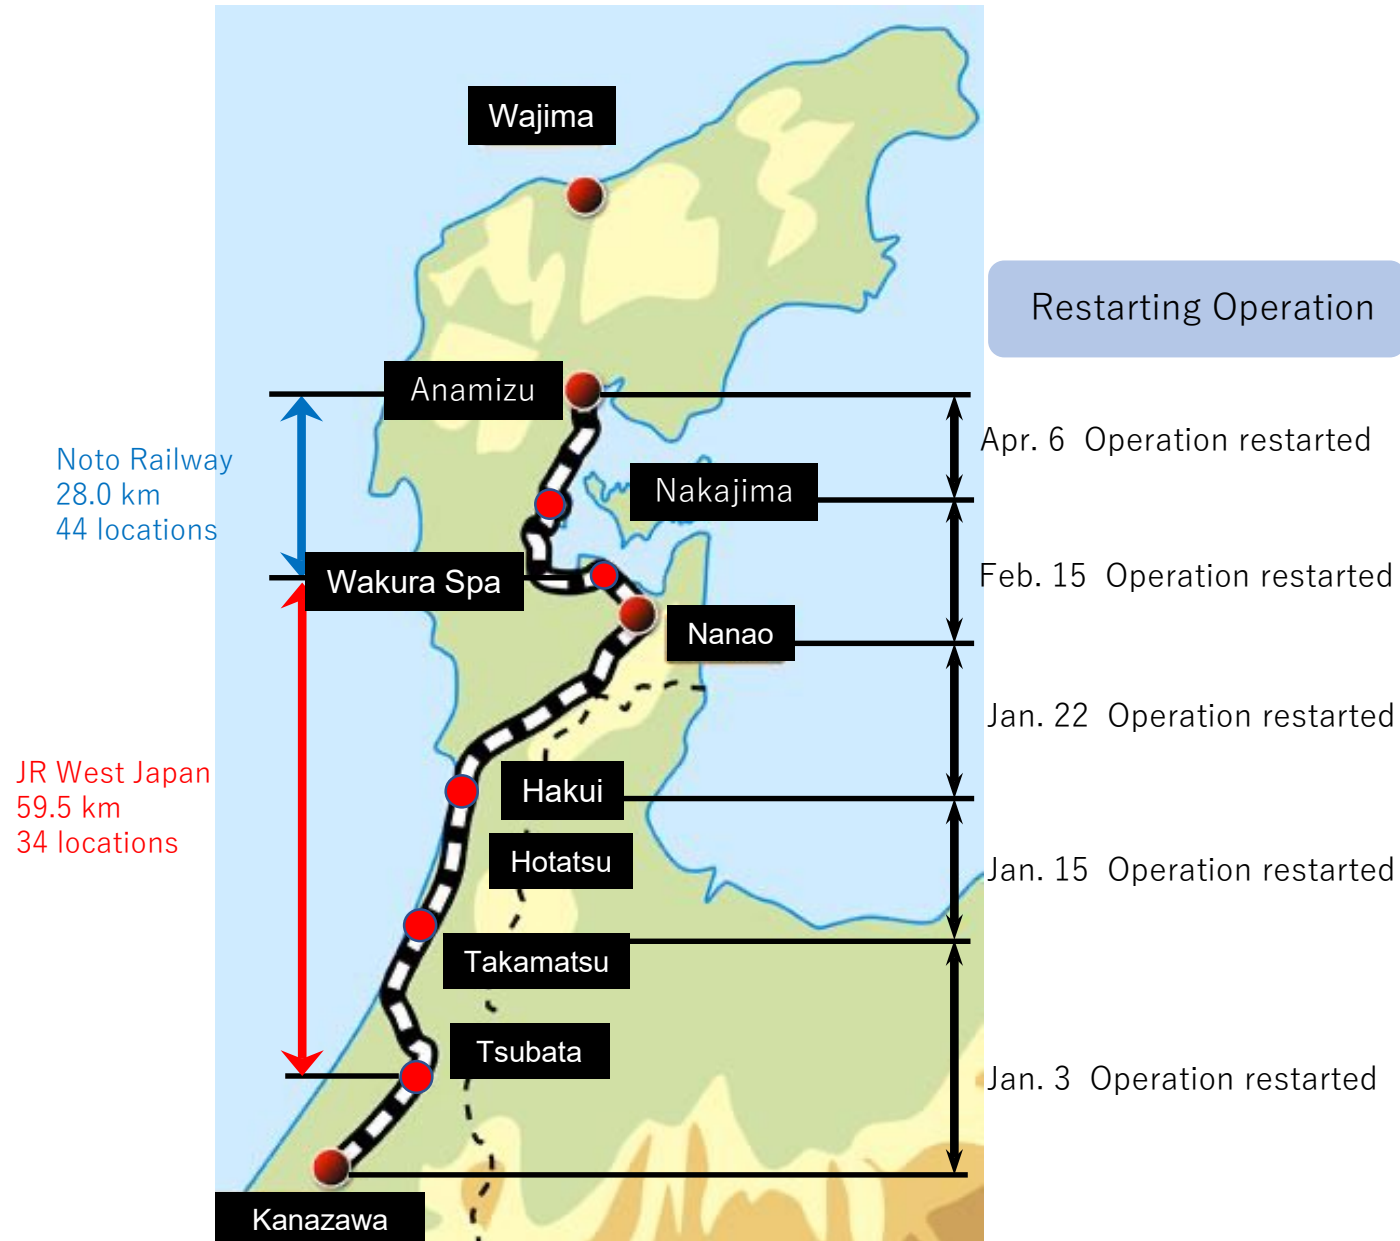 Wajima
Restarting Operation
Anamizu
Apr. 6 Operation restarted
Noto Railway
28.0 km
44 locations
Nakajima
Wakura Spa
Feb. 15 Operation restarted
Nanao
Jan. 22 Operation restarted
JR West Japan
59.5 km
34 locations
Hakui
Hotatsu
Jan. 15 Operation restarted
Takamatsu
Tsubata
Jan. 3 Operation restarted
Kanazawa